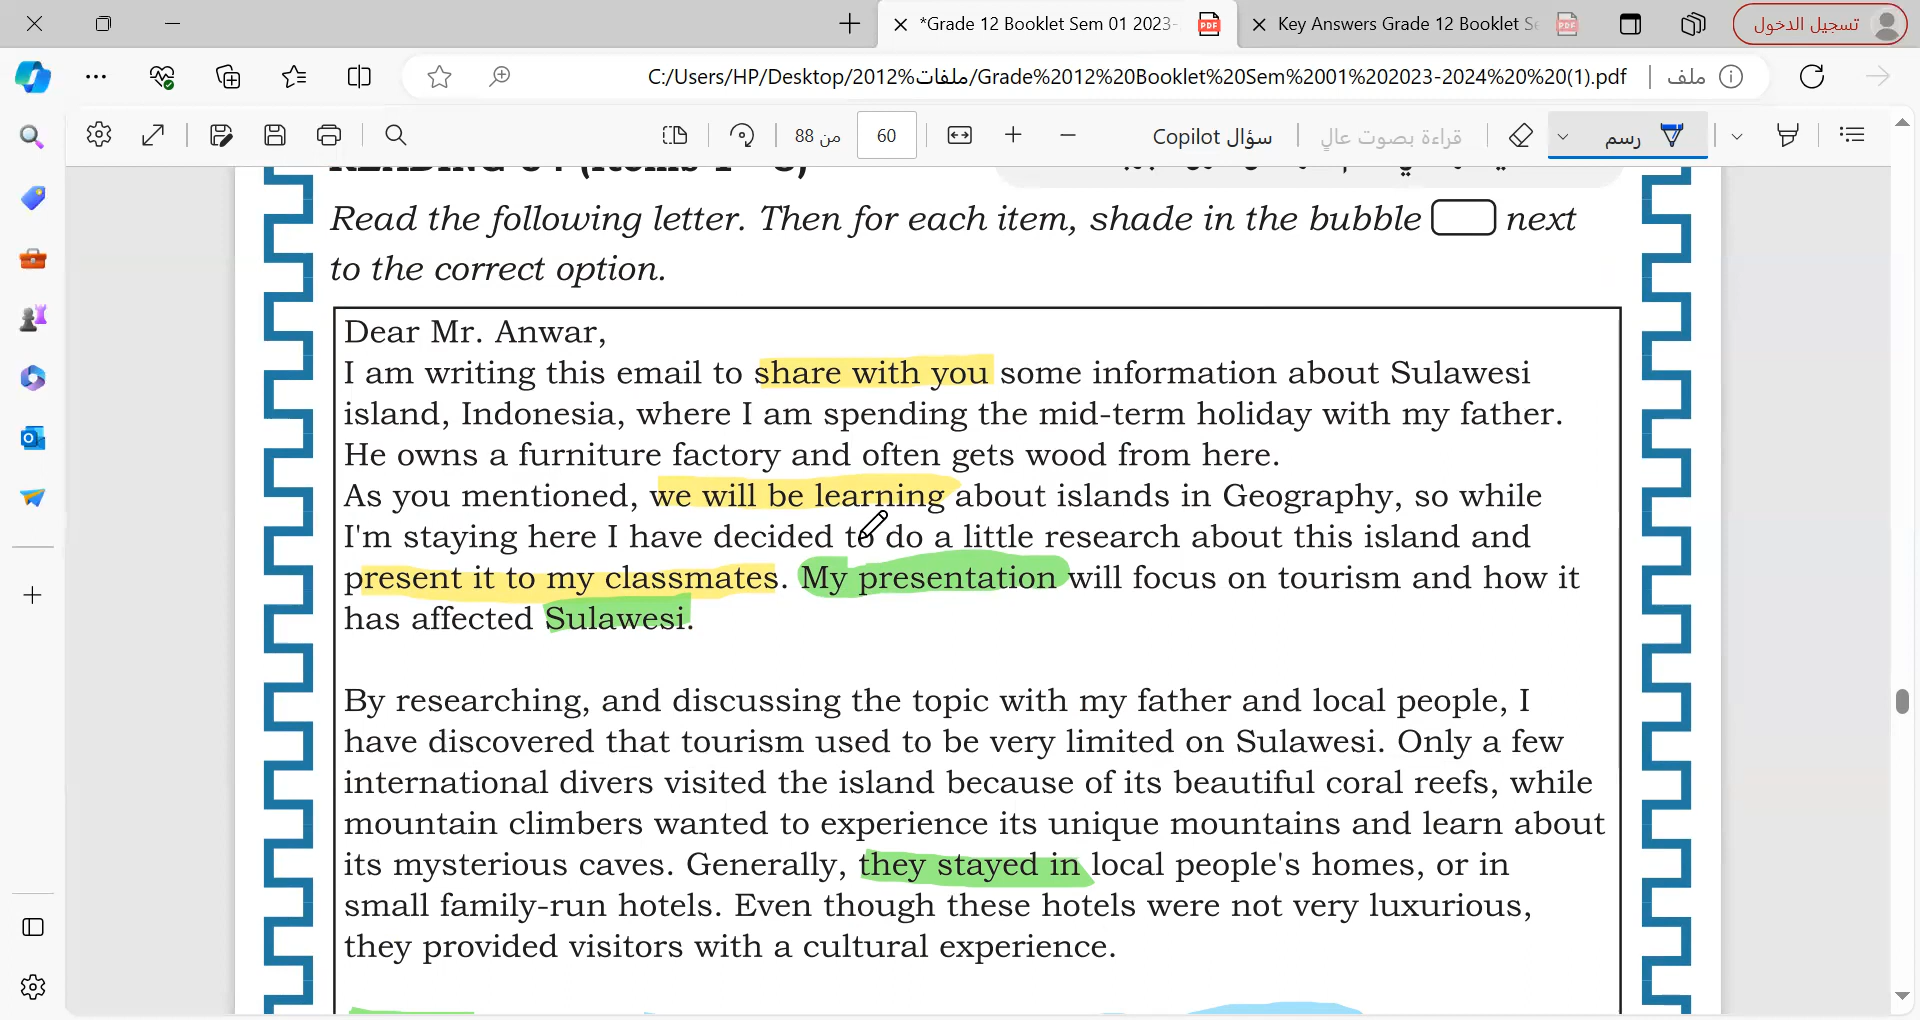 *Grade 12 Booklet Sem 01 2023-
Key Answers Grade 12 Booklet Se
تسجيل الدخول
C:/Users/HP/Desktop/2012%ملفات/Grade%2012%20Booklet%20Sem%2001%202023-2024%20%20(1).pdf
ملف
من 88
60
سؤال Copilot
قراءة بصوت عالٍ
رسم
Read the following letter. Then for each item, shade in the bubble next
to the correct option.
Dear Mr. Anwar,
I am writing this email to share with you some information about Sulawesi
island, Indonesia, where I am spending the mid-term holiday with my father.
He owns a furniture factory and often gets wood from here.
As you mentioned, we will be learning about islands in Geography, so while
I'm staying here I have decided to do a little research about this island and
present it to my classmates. My presentation will focus on tourism and how it
has affected Sulawesi.
By researching, and discussing the topic with my father and local people, I
have discovered that tourism used to be very limited on Sulawesi. Only a few
international divers visited the island because of its beautiful coral reefs, while
mountain climbers wanted to experience its unique mountains and learn about
its mysterious caves. Generally, they stayed in local people's homes, or in
small family-run hotels. Even though these hotels were not very luxurious,
they provided visitors with a cultural experience.